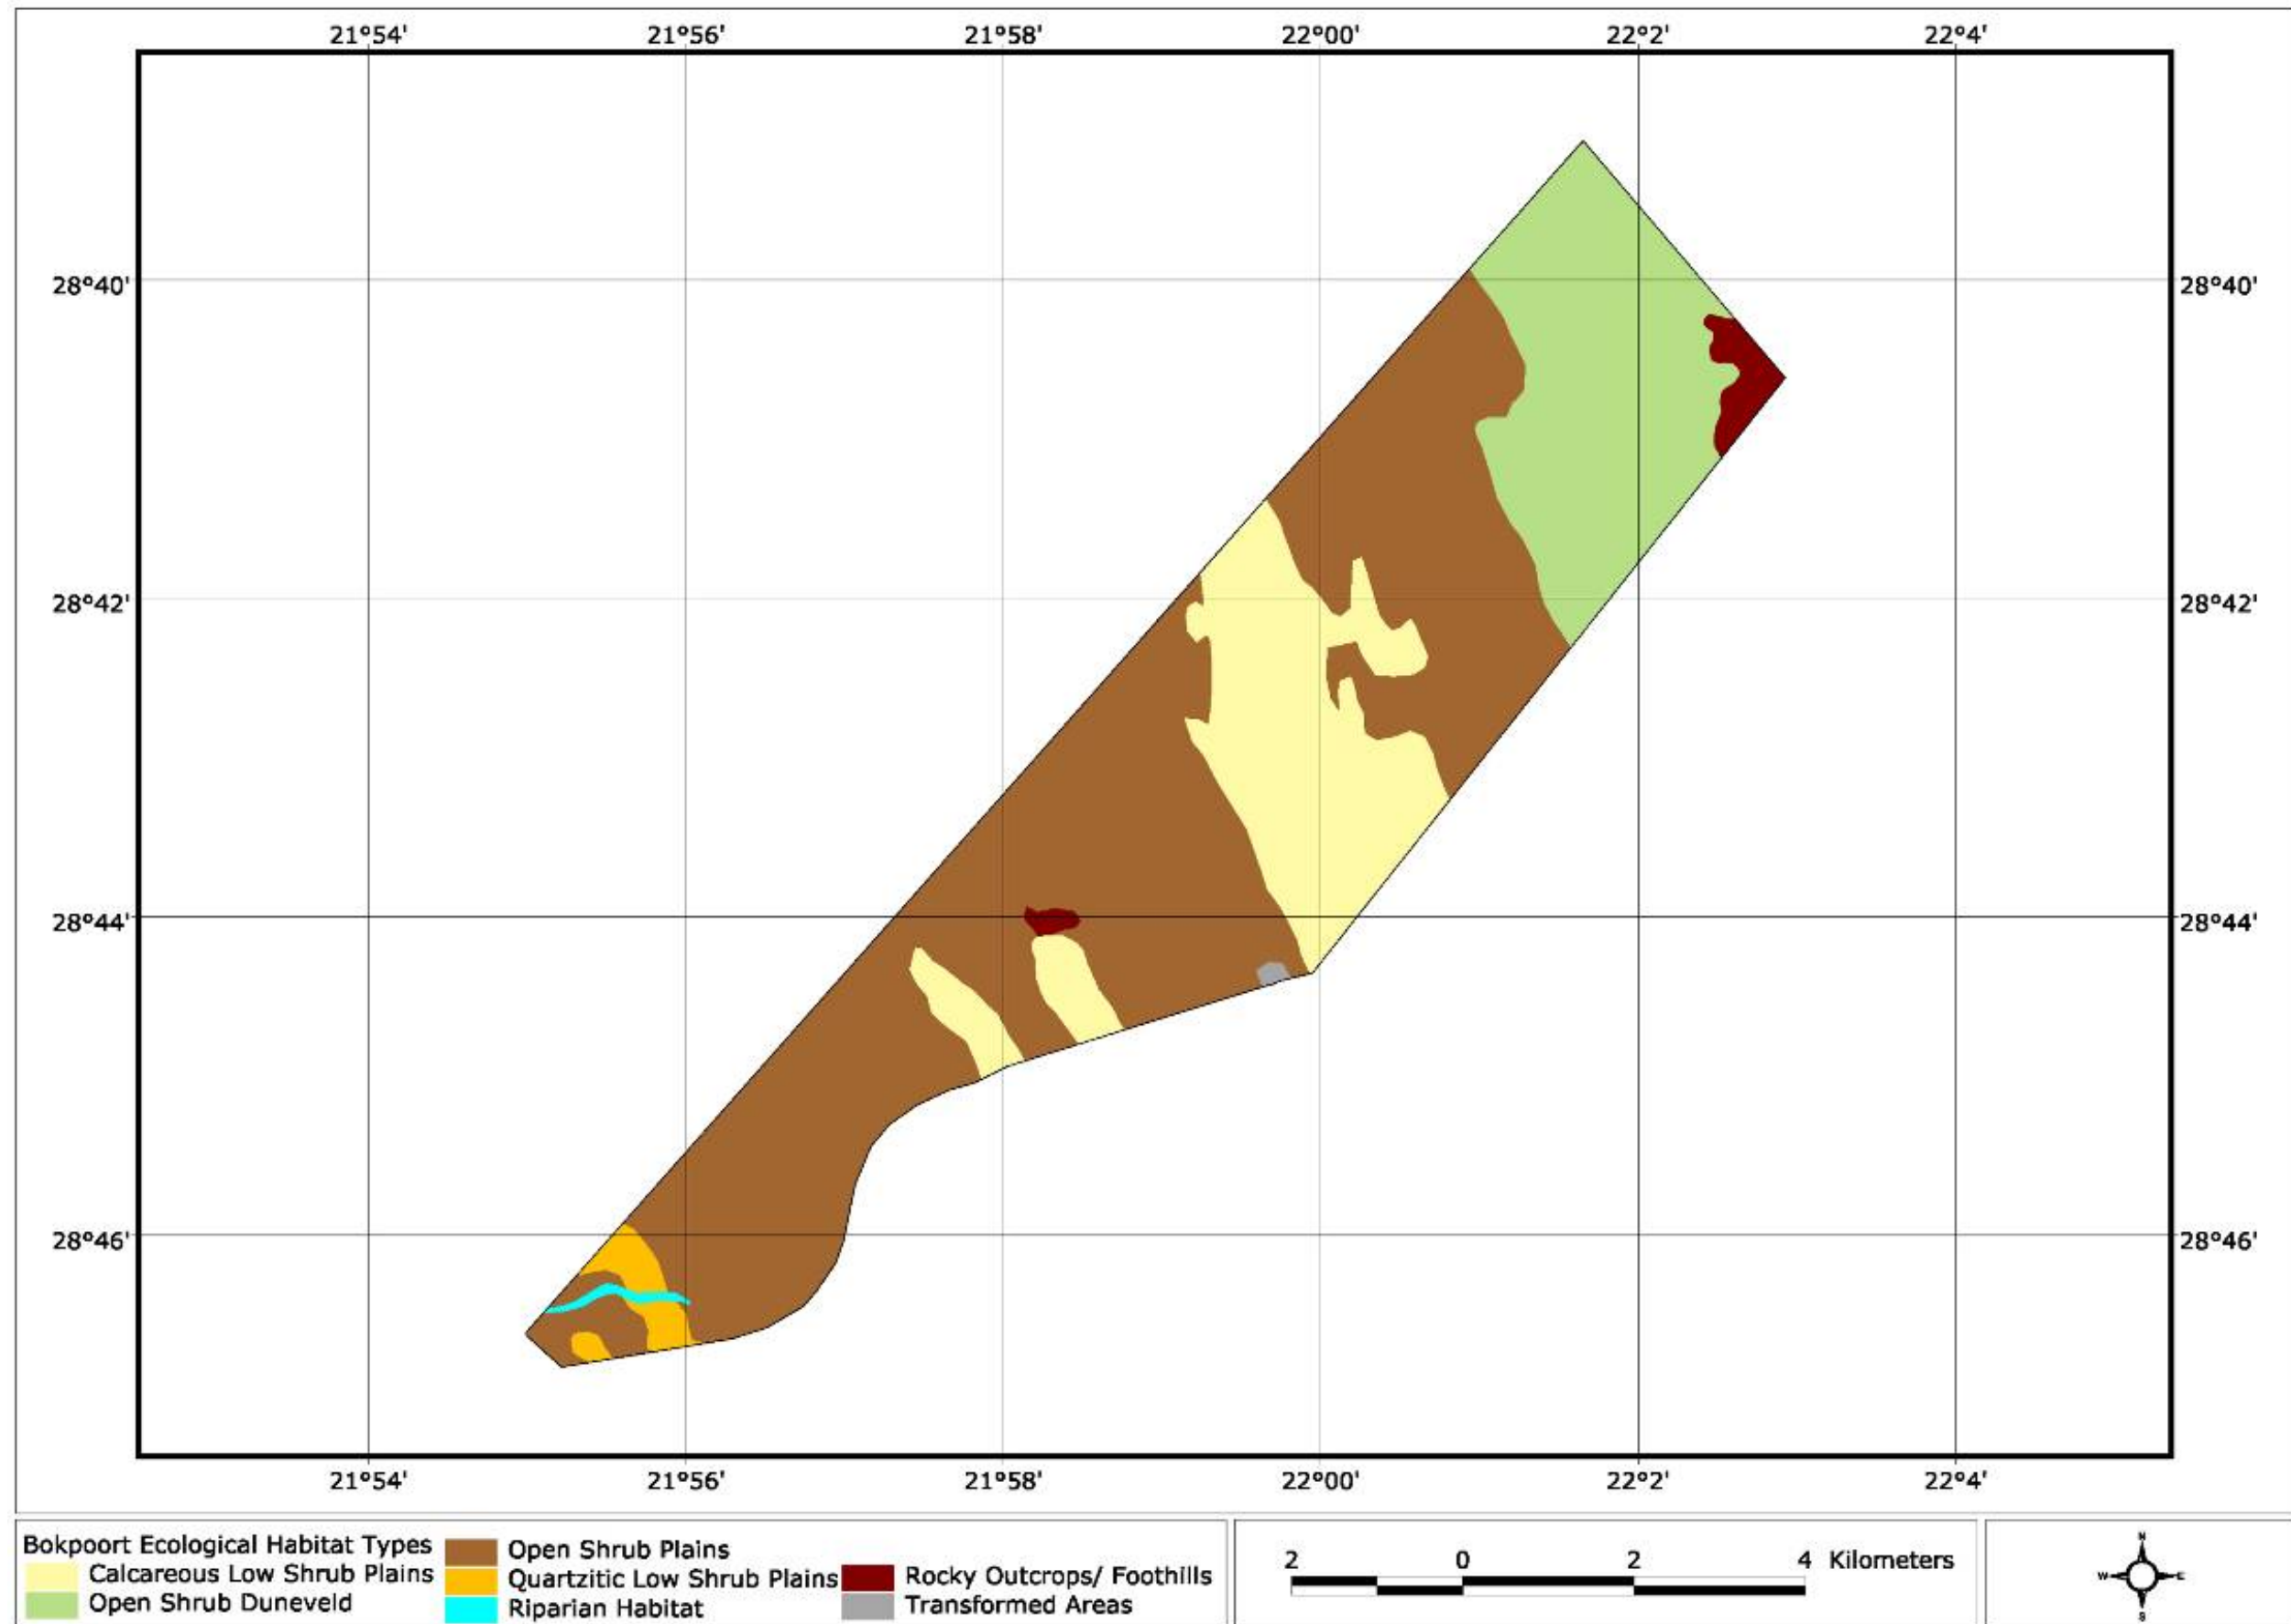 21°54' 21°56' 21°58' 22°00' 22°2' 22°4'
28°40' 28°40'
28°42' 28°42'
28°44' 28°44'
28°46' 28°46'
21°54' 21°56' 21°58' 22°00' 22°2' 22°4'
Bokpoort Ecological Habitat Types
Calcareous Low Shrub Plains
Open Shrub Duneveld
Open Shrub Plains
Quartzitic Low Shrub Plains
Riparian Habitat
Rocky Outcrops/ Foothills
Transformed Areas
2 0 2 4 Kilometers
N
W E
S